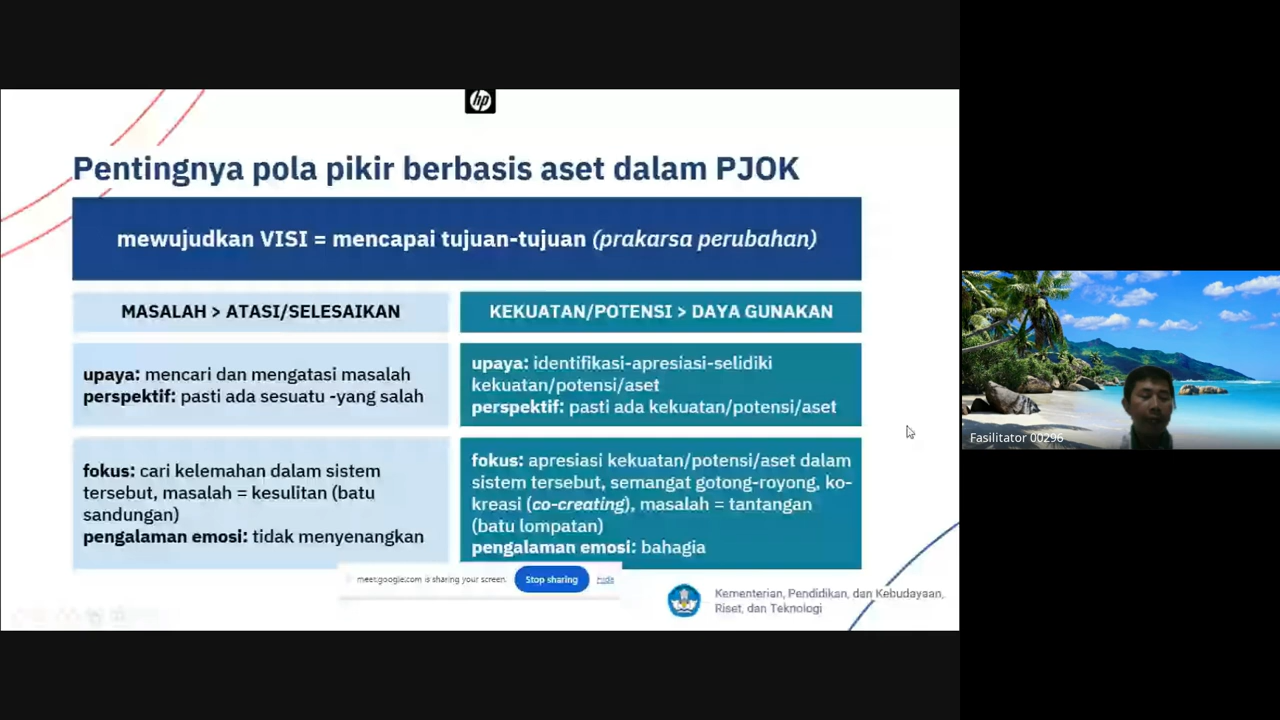 hp
Pentingnya pola pikir berbasis aset dalam PJOK
mewujudkan VISI = mencapai tujuan-tujuan (prakarsa perubahan)
MASALAH > ATASI/SELESAIKAN
KEKUATAN/POTENSI > DAYA GUNAKAN
upaya: mencari dan mengatasi masalah
perspektif: pasti ada sesuatu -yang salah
upaya: identifikasi-apresiasi-selidiki
kekuatan/potensi/aset
perspektif: pasti ada kekuatan/potensi/aset
fokus: cari kelemahan dalam sistem
tersebut, masalah = kesulitan (batu
sandungan)
pengalaman emosi: tidak menyenangkan
fokus: apresiasi kekuatan/potensi/aset dalam
sistem tersebut, semangat gotong-royong, ko-
kreasi (co-creating), masalah = tantangan
(batu lompatan)
pengalaman emosi: bahagia
meet.google.com is sharing your screen.
Stop sharing
Hide
Kementerian, Pendidikan, dan Kebudayaan,
Riset, dan Teknologi
Fasilitator 00296